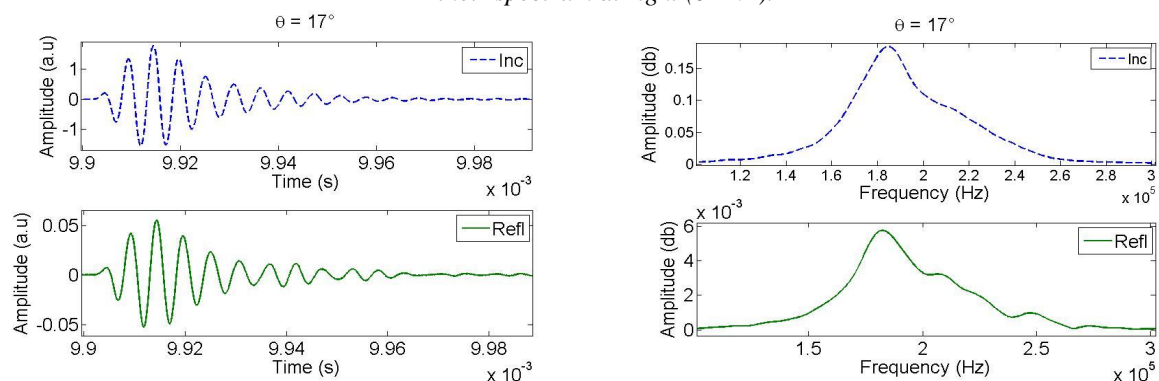 θ = 17°
Amplitude (a.u)
1
0
-1
Inc
9.9 9.92 9.94 9.96 9.98
Time (s)
x 10⁻³
θ = 17°
Amplitude (db)
0.15
0.1
0.05
0
Inc
1.2 1.4 1.6 1.8 2 2.2 2.4 2.6 2.8 3
Frequency (Hz)
x 10⁵
Amplitude (a.u)
0.05
0
-0.05
Refl
9.9 9.92 9.94 9.96 9.98
Time (s)
x 10⁻³
x 10⁻³
Amplitude (db)
6
4
2
0
Refl
1.5 2 2.5 3
Frequency (Hz)
x 10⁵